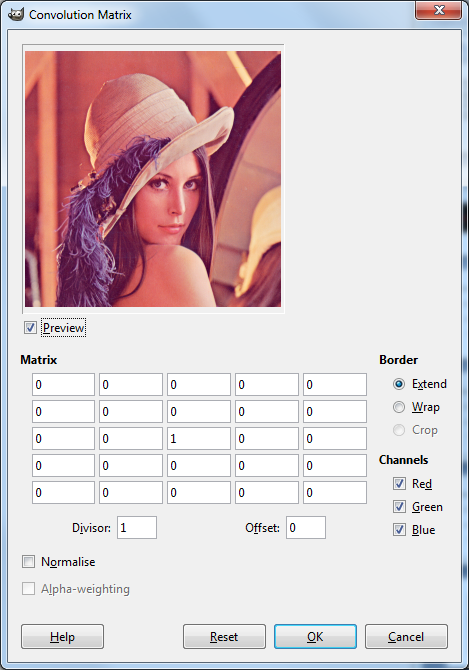 Convolution Matrix
Preview
Matrix
Border
0 0 0 0 0
Extend
0 0 0 0 0
Wrap
0 0 1 0 0
Crop
0 0 0 0 0
Channels
Red
0 0 0 0 0
Green
Divisor: 1 Offset: 0
Blue
Normalise
Alpha-weighting
Help Reset OK Cancel